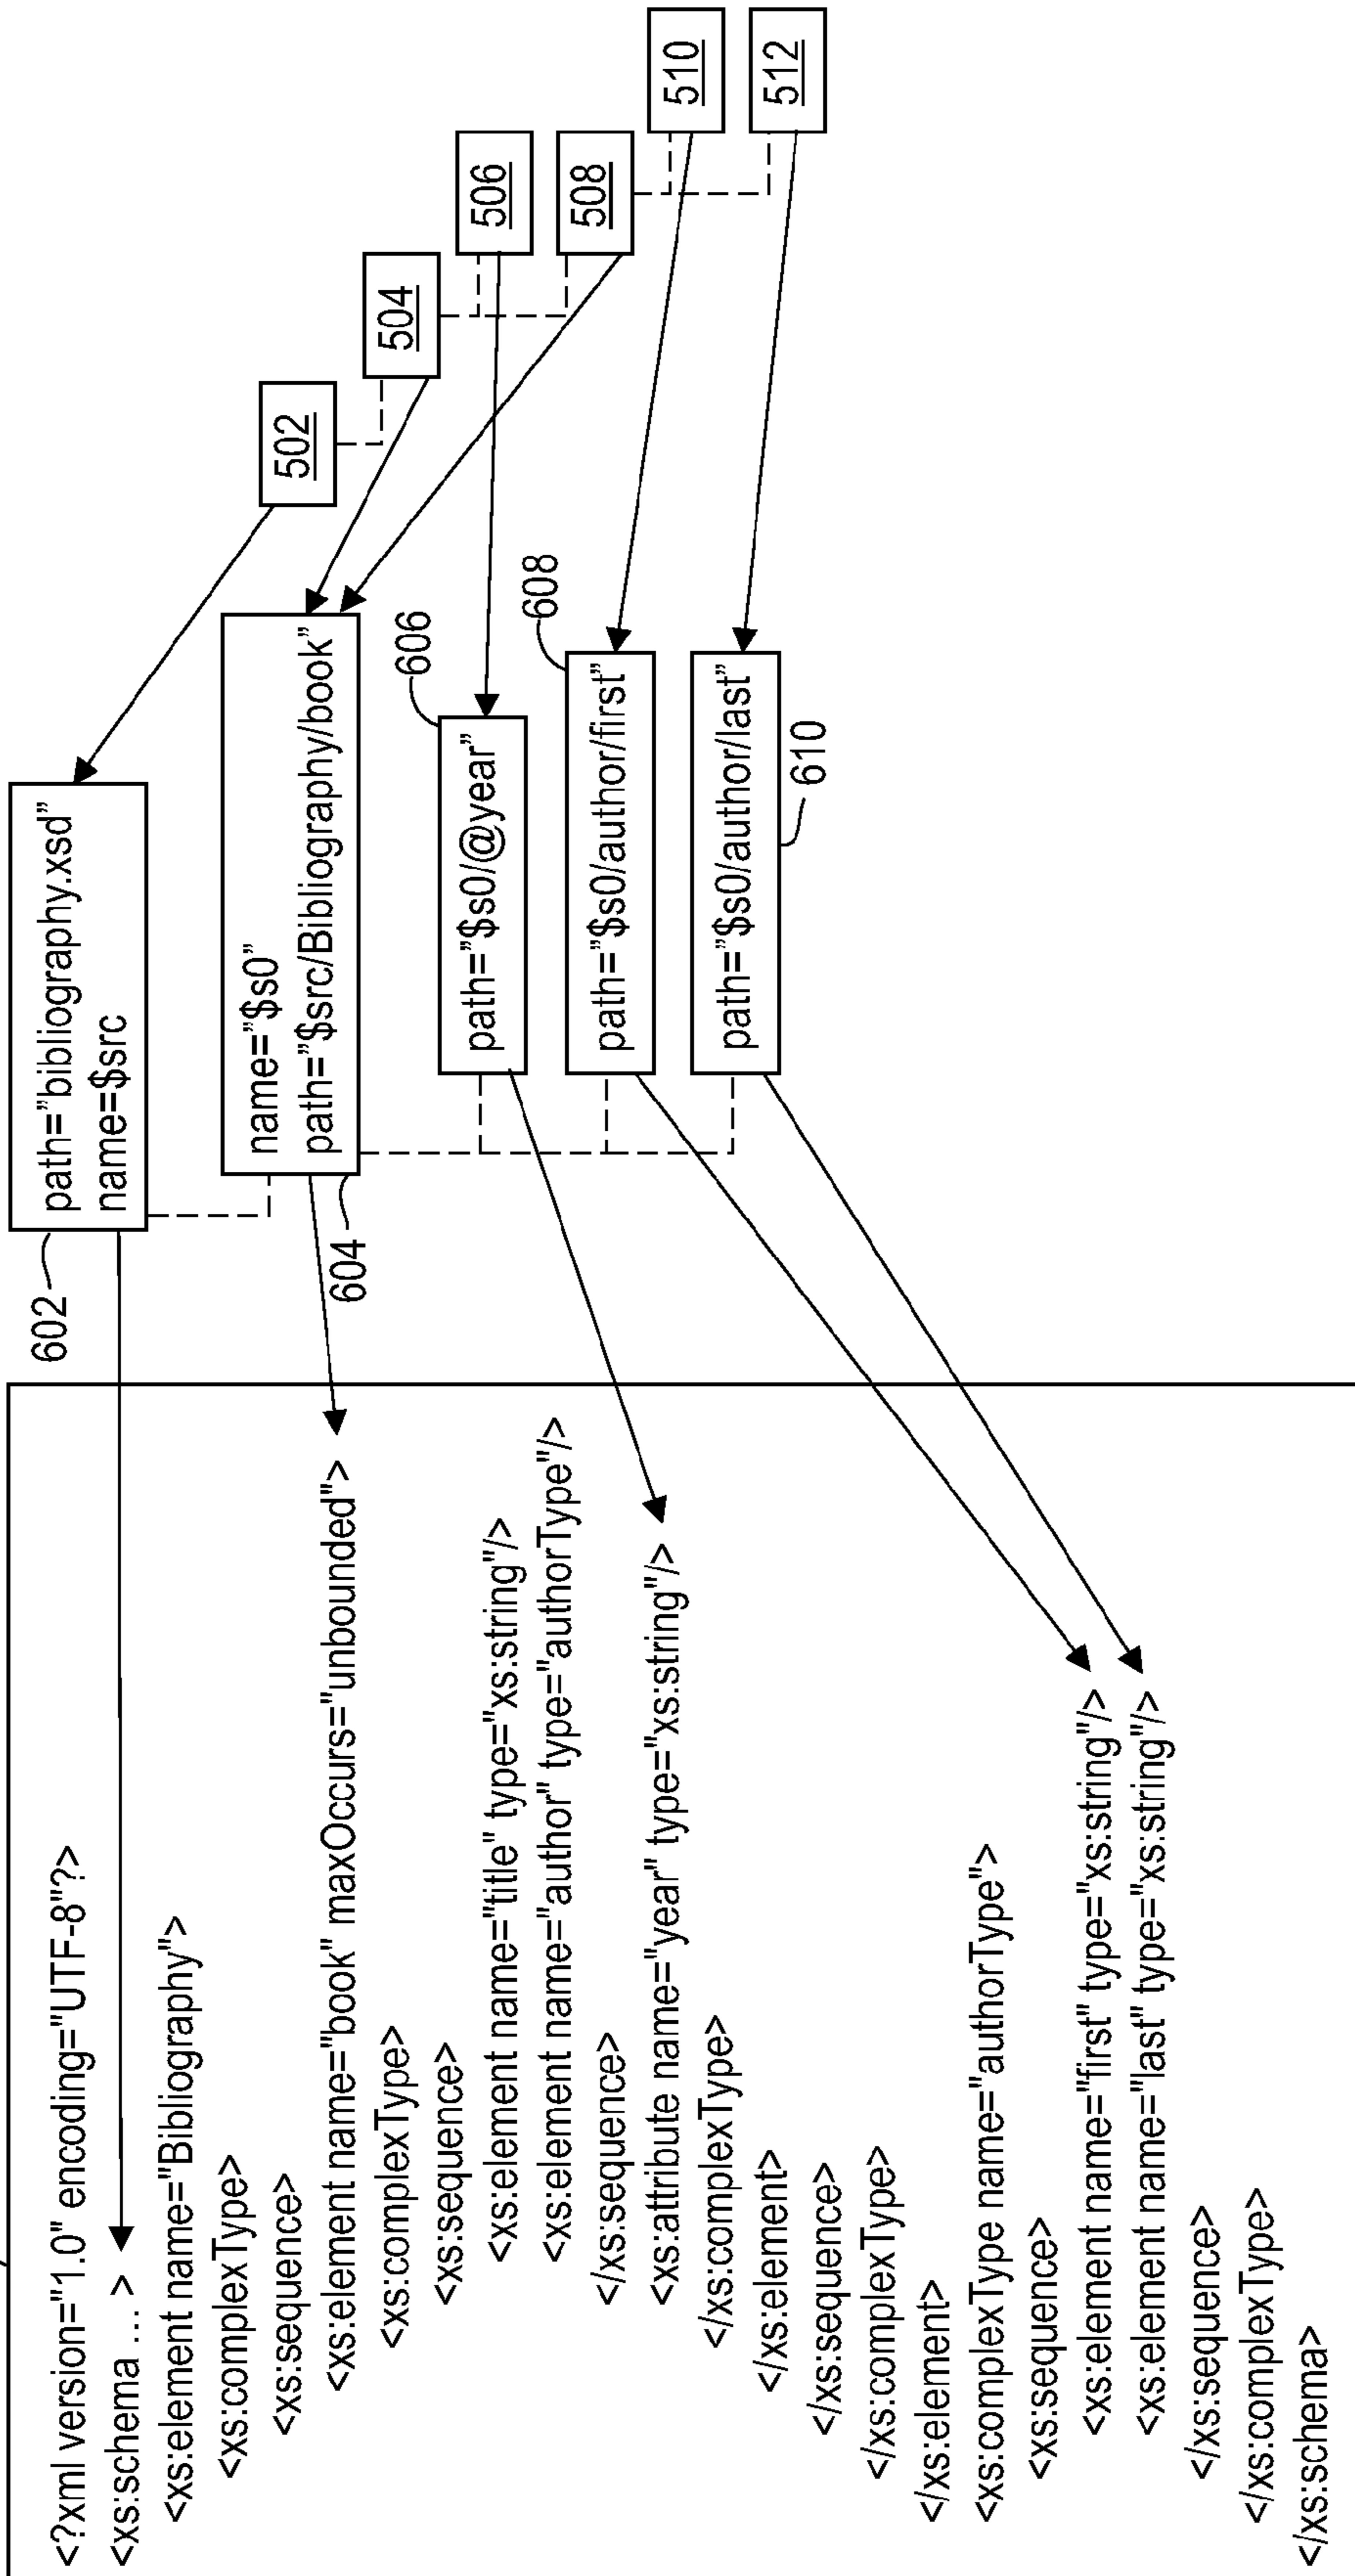 <?xml version="1.0" encoding="UTF-8"?>
<xs:schema ... >
<xs:element name="Bibliography">
<xs:complexType>
<xs:sequence>
<xs:element name="book" maxOccurs="unbounded">
<xs:complexType>
<xs:sequence>
<xs:element name="title" type="xs:string"/>
<xs:element name="author" type="authorType"/>
</xs:sequence>
<xs:attribute name="year" type="xs:string"/>
</xs:complexType>
</xs:element>
</xs:sequence>
</xs:complexType>
</xs:element>
<xs:complexType name="authorType">
<xs:sequence>
<xs:element name="first" type="xs:string"/>
<xs:element name="last" type="xs:string"/>
</xs:sequence>
</xs:complexType>
</xs:schema>
602
path=”bibliography.xsd”
name=$src
604
name=”$s0”
path=”$src/Bibliography/book”
606
path=”$s0/@year”
608
path=”$s0/author/first”
path=”$s0/author/last”
610
502
504
506
508
510
512